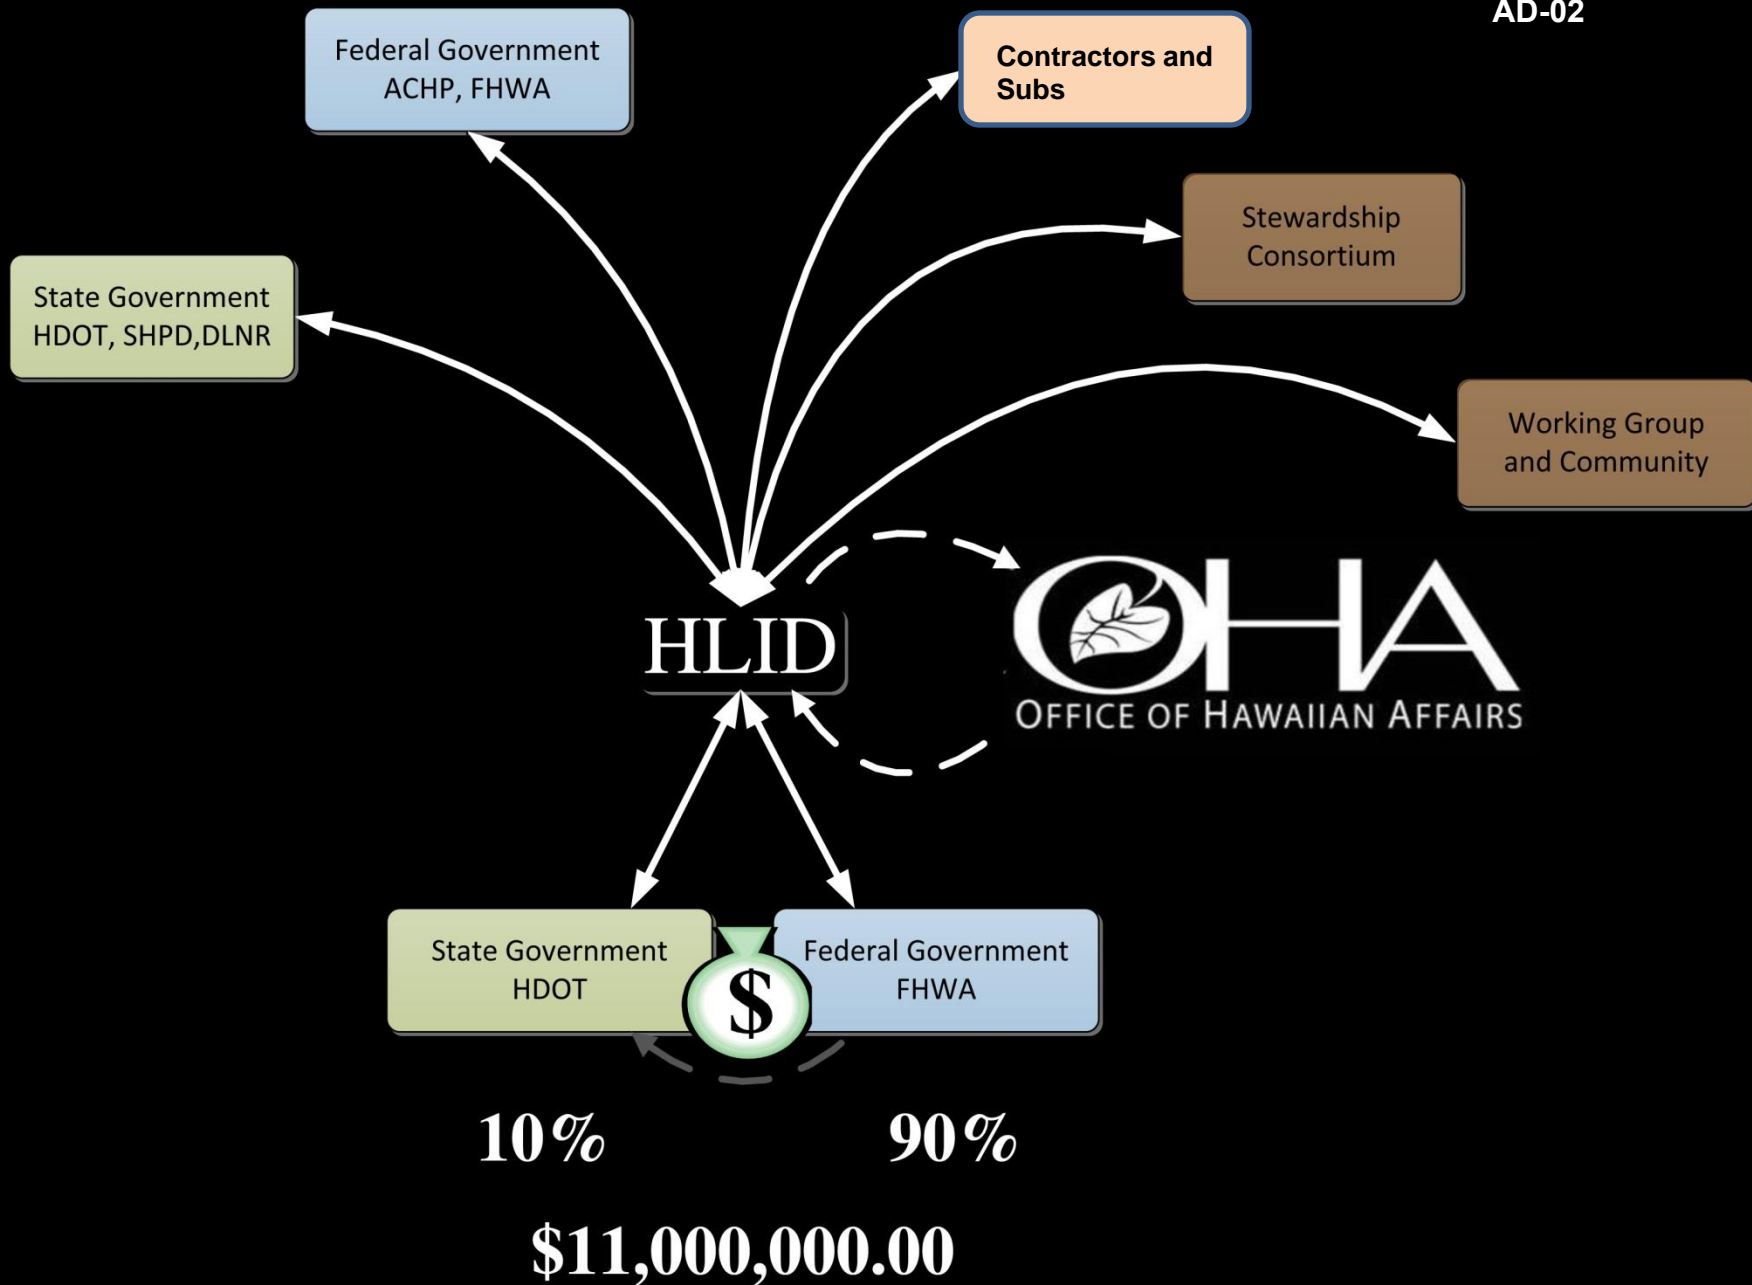 AD-02
Federal Government
ACHP, FHWA
Contractors and
Subs
Stewardship
Consortium
State Government
HDOT, SHPD,DLNR
Working Group
and Community
HLID
OHA
OFFICE OF HAWAIIAN AFFAIRS
State Government
HDOT
$
Federal Government
FHWA
10%
90%
$11,000,000.00